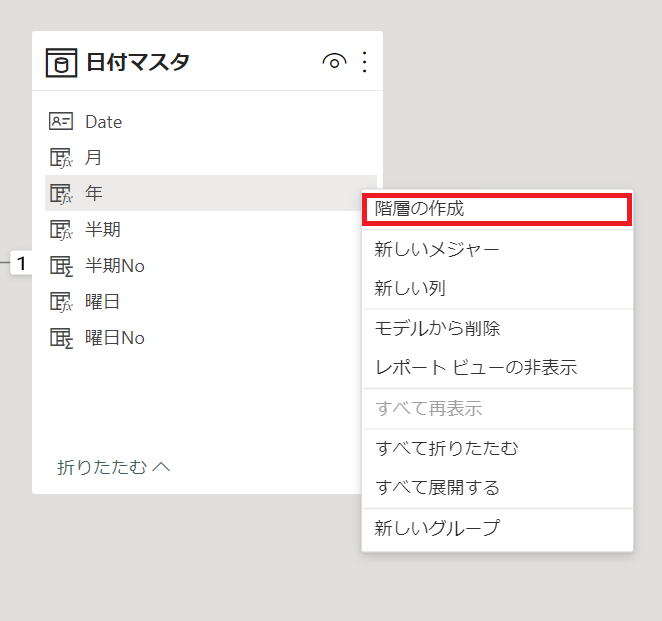 日付マスタ
Date
月
年
半期
1
半期No
曜日
曜日No
折りたたむ
階層の作成
新しいメジャー
新しい列
モデルから削除
レポート ビューの非表示
すべて再表示
すべて折りたたむ
すべて展開する
新しいグループ